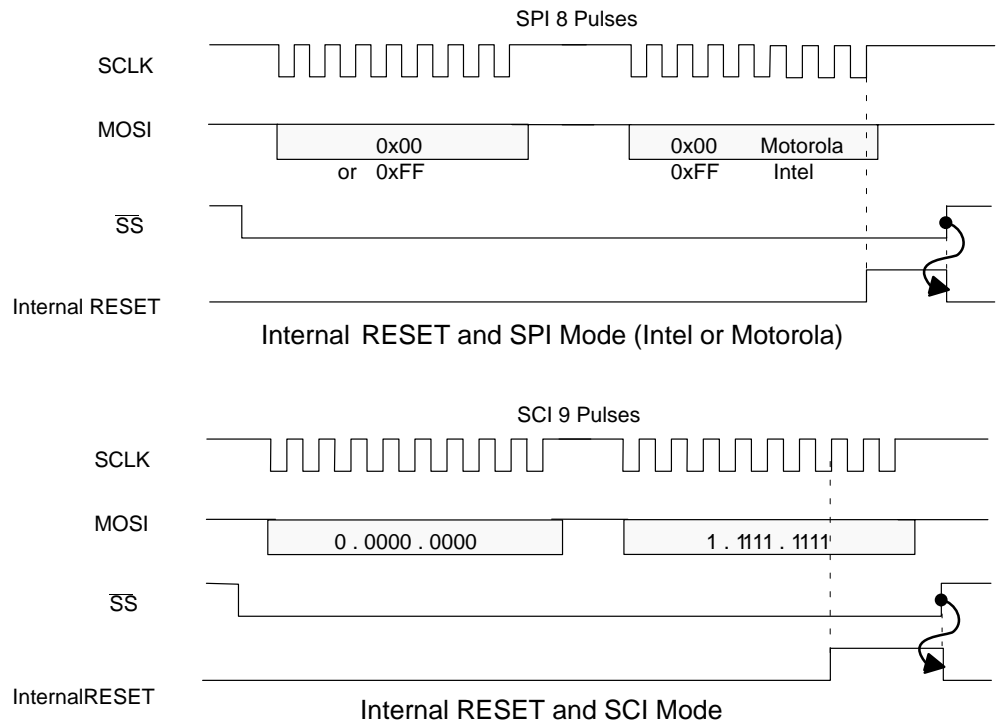 SPI 8 Pulses
SCLK
MOSI
0x00
or 0xFF
0x00 Motorola
0xFF Intel
SS
Internal RESET
Internal RESET and SPI Mode (Intel or Motorola)
SCI 9 Pulses
SCLK
MOSI
0 . 0000 . 0000
1 . 1111 . 1111
SS
InternalRESET
Internal RESET and SCI Mode